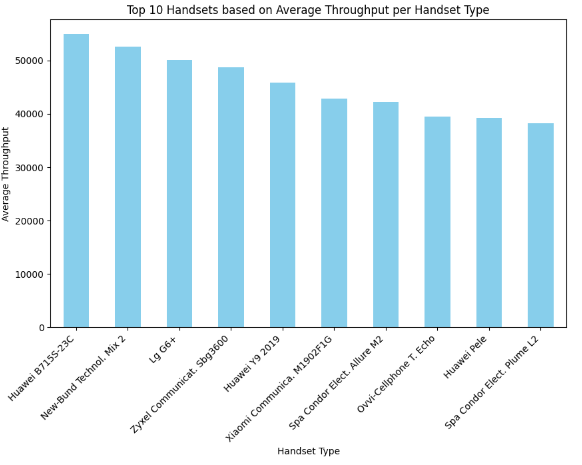 Top 10 Handsets based on Average Throughput per Handset Type
Average Throughput
50000
40000
30000
20000
10000
0
Huawei B715S-23C
New-Bund Technol. Mix 2
Lg G6+
Zyxel Communicat. Sbg3600
Huawei Y9 2019
Xiaomi Communica. M1902F1G
Spa Condor Elect. Allure M2
Ovvi-Cellphone T. Echo
Huawei Pele
Spa Condor Elect. Plume L2
Handset Type